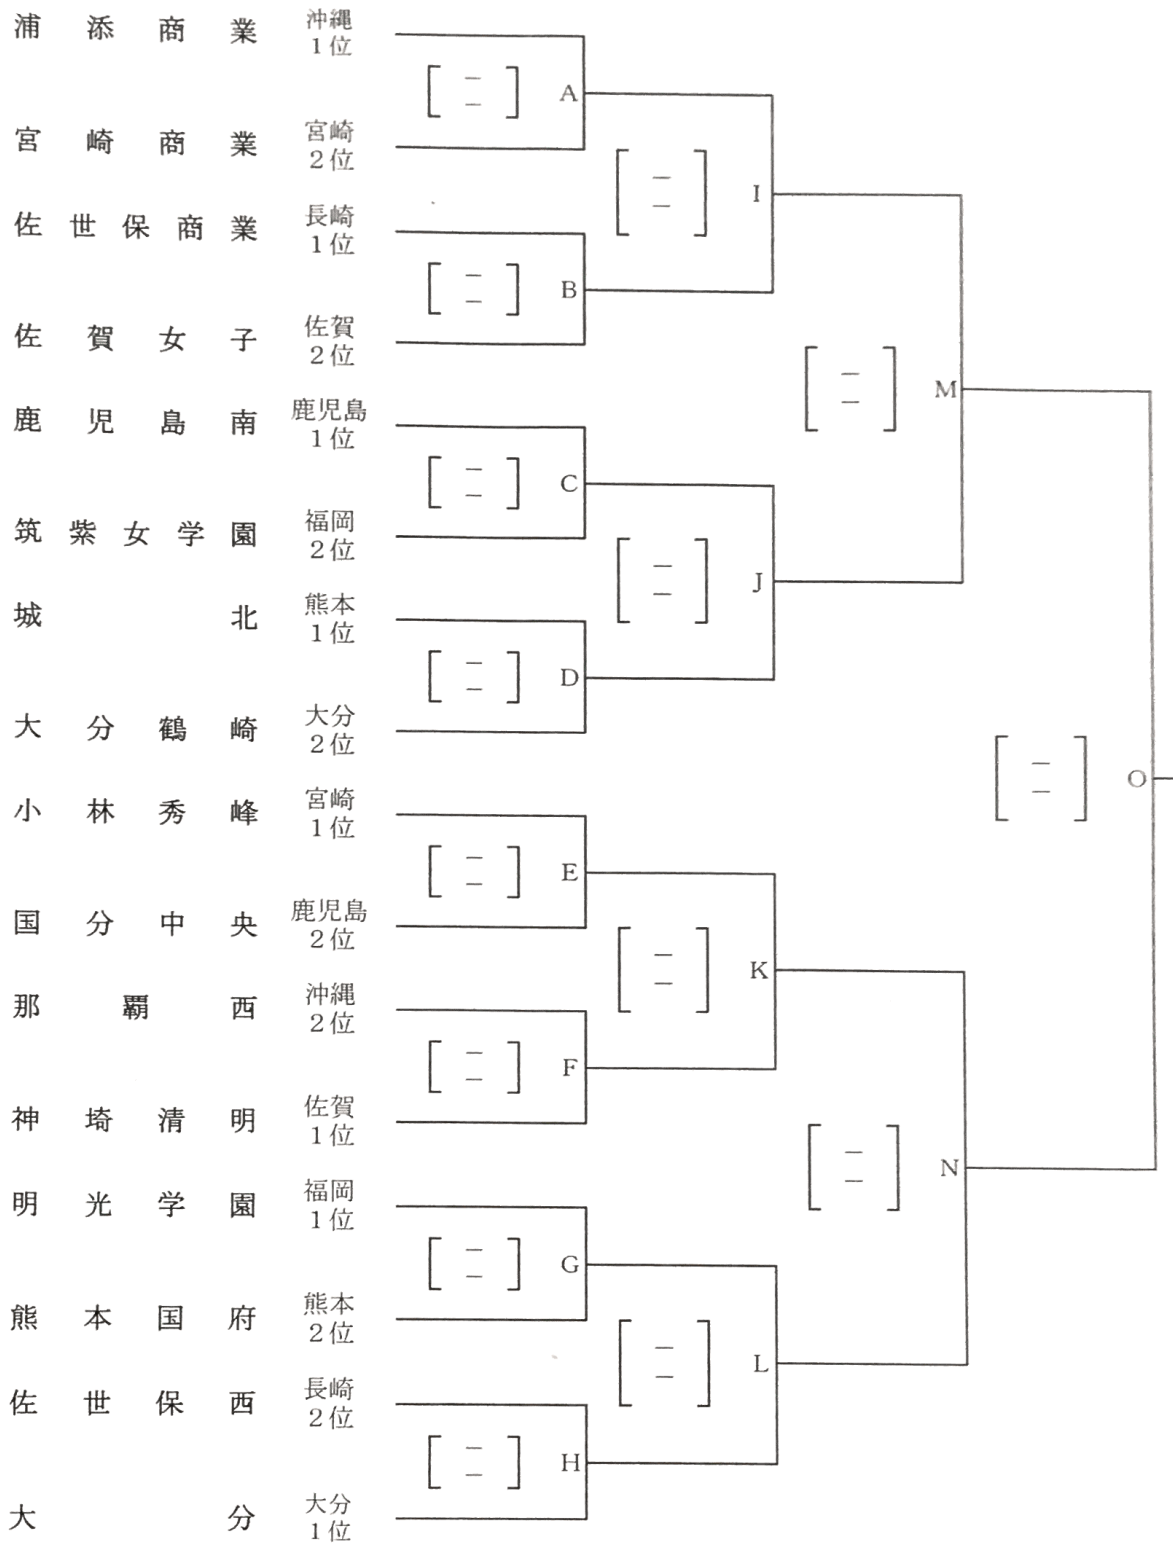 浦添商業 沖縄
1位
A
宮崎商業 宮崎
2位
I
佐世保商業 長崎
1位
B
佐賀女子 佐賀
2位
M
鹿児島南 鹿児島
1位
C
筑紫女学園 福岡
2位
J
城北 熊本
1位
D
大分鶴崎 大分
2位
O
小林秀峰 宮崎
1位
E
国分中央 鹿児島
2位
K
那覇西 沖縄
2位
F
神埼清明 佐賀
1位
N
明光学園 福岡
1位
G
熊本国府 熊本
2位
L
佐世保西 長崎
2位
H
大分 大分
1位